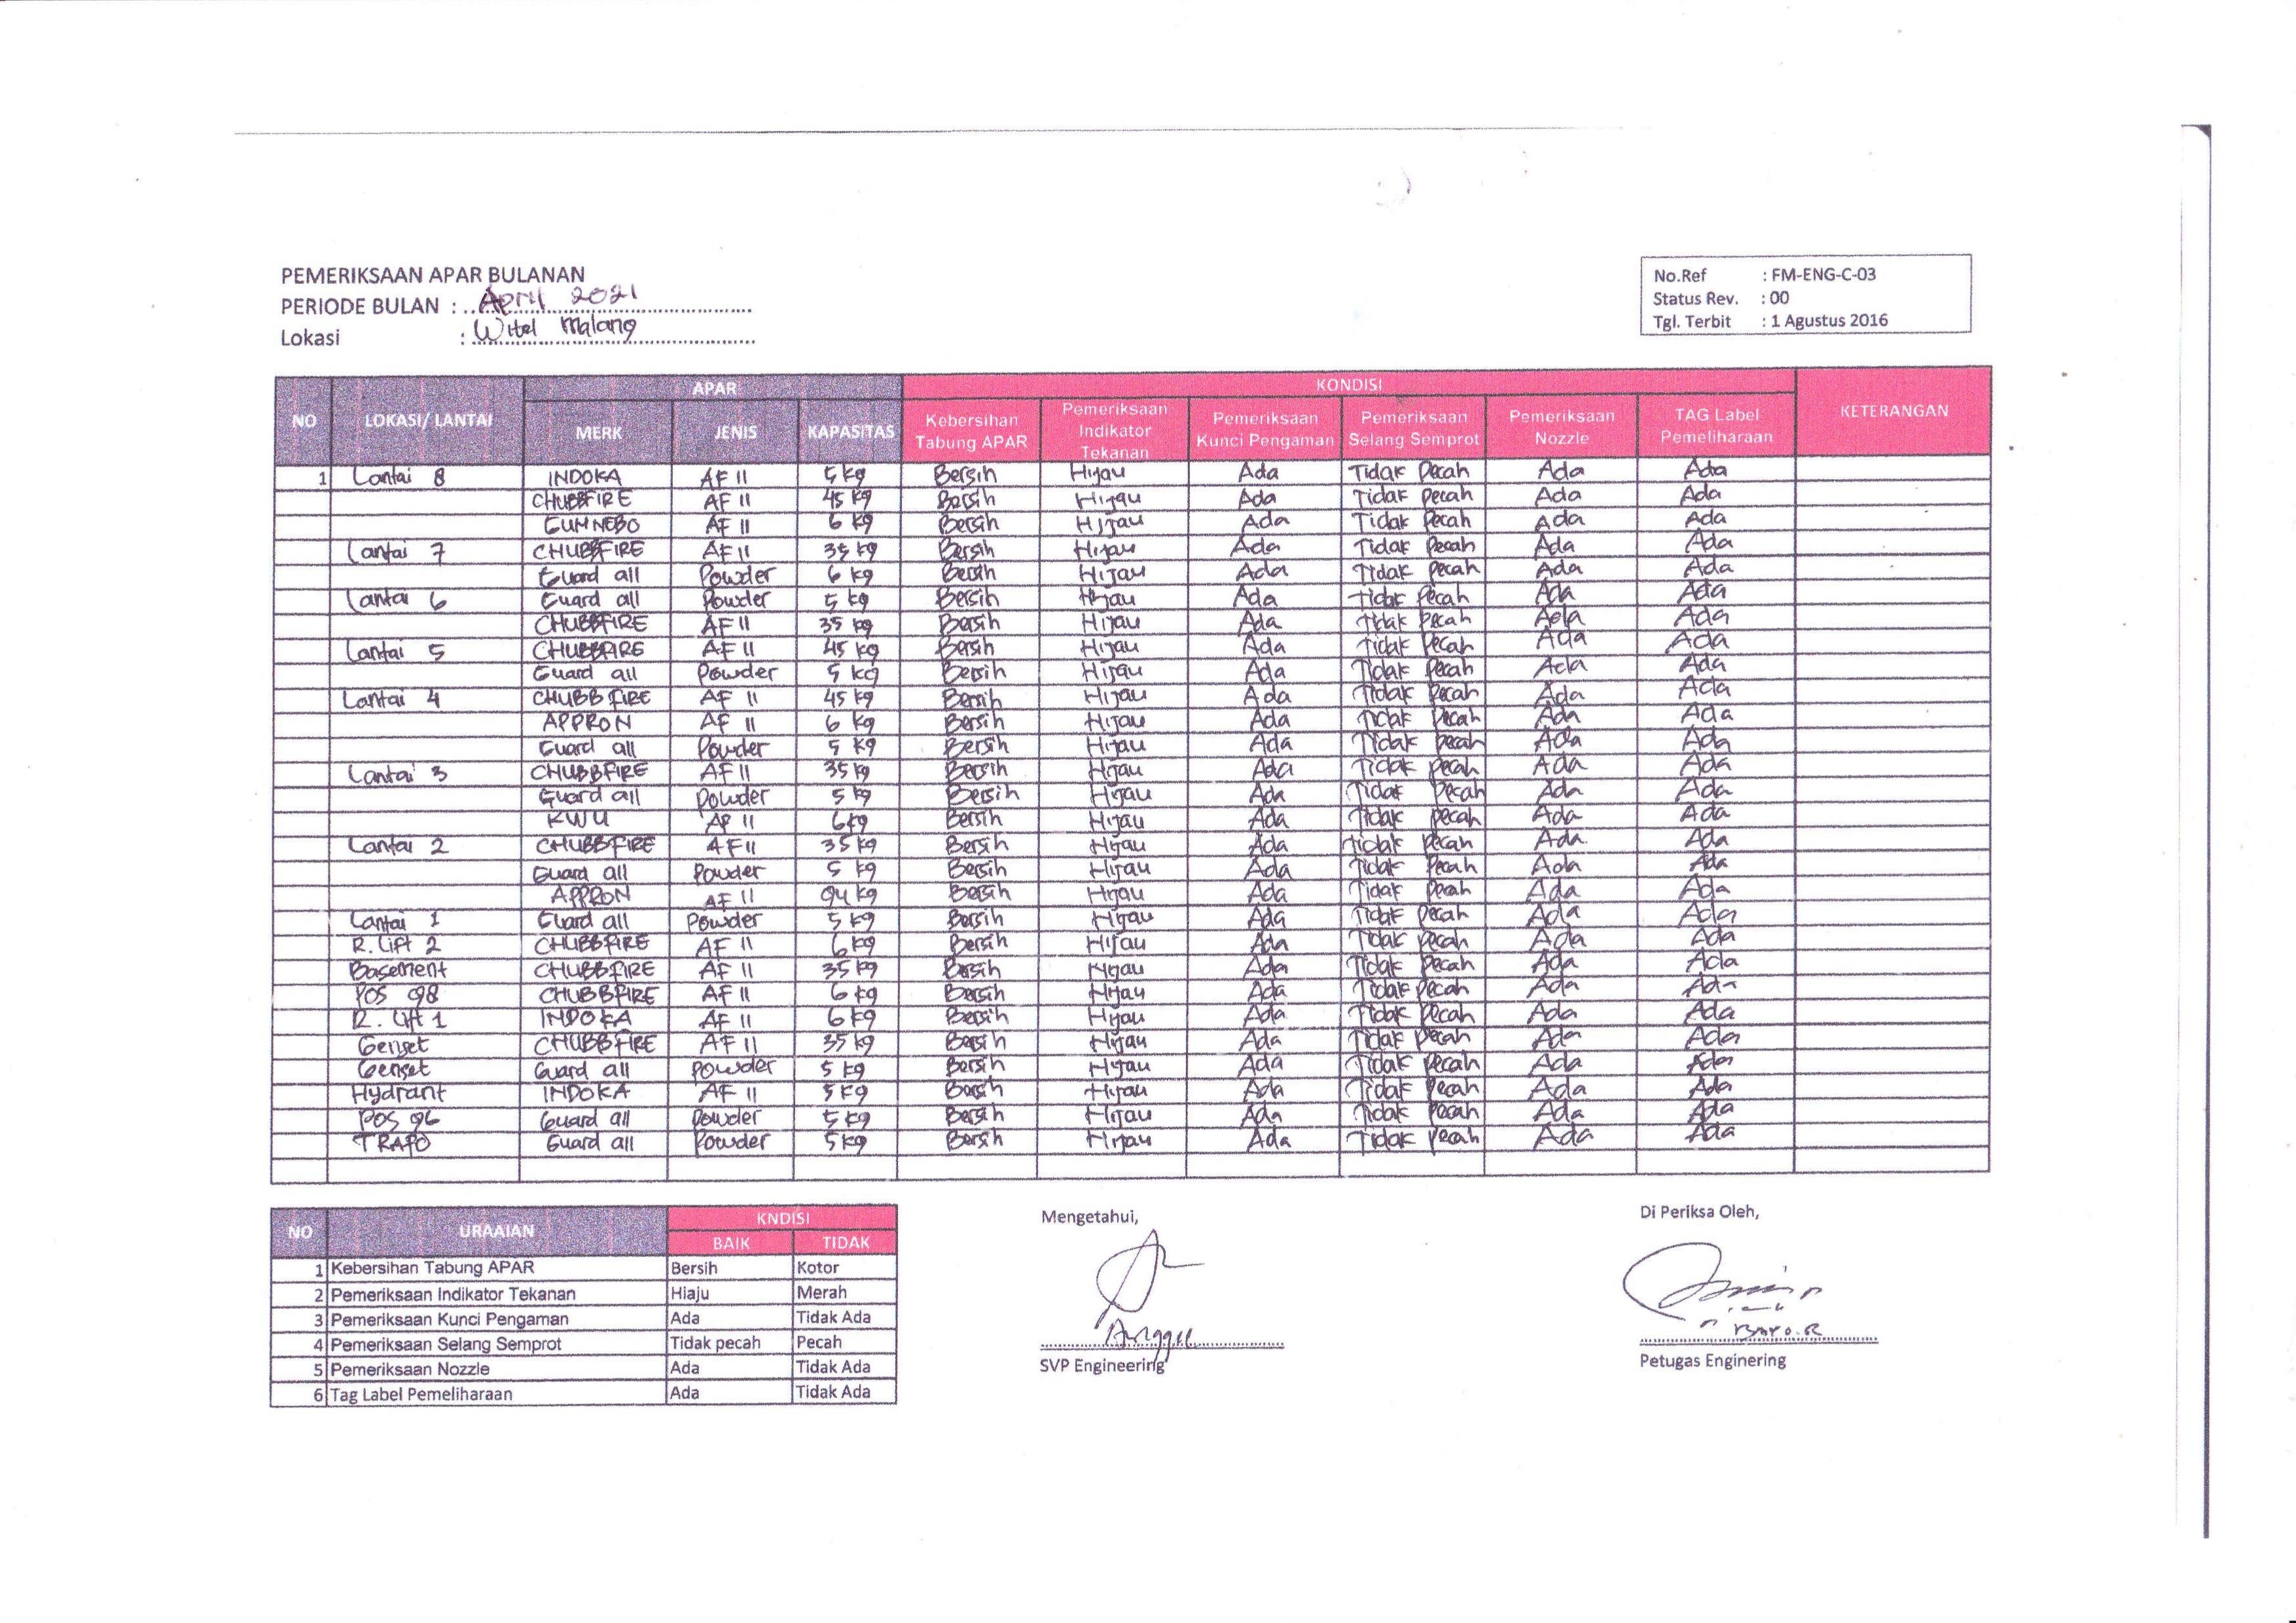 PEMERIKSAAN APAR BULANAN
PERIODE BULAN : April 2021
Lokasi : Witel Malang
No.Ref : FM-ENG-C-03
Status Rev. : 00
Tgl. Terbit : 1 Agustus 2016
NO LOKASI/ LANTAI APAR KONDISI KETERANGAN
MERK JENIS KAPASITAS Kebersihan Tabung APAR Pemeriksaan Indikator Tekanan Pemeriksaan Kunci Pengaman Pemeriksaan Selang Semprot Pemeriksaan Nozzle TAG Label Pemeliharaan
1 Lantai 8 INDOKA AF II 5 kg Bersih Hijau Ada Tidak Pecah Ada Ada
CHUBBFIRE AF II 45 kg Bersih Hijau Ada Tidak pecah Ada Ada
GUMNEBO AF II 6 kg Bersih Hijau Ada Tidak Pecah Ada Ada
Lantai 7 CHUBBFIRE AF II 35 kg Bersih Hijau Ada Tidak Pecah Ada Ada
Guard all Powder 6 kg Bersih Hijau Ada Tidak pecah Ada Ada
Lantai 6 Guard all Powder 5 kg Bersih Hijau Ada Tidak Pecah Ada Ada
CHUBBFIRE AF II 35 kg Bersih Hijau Ada Tidak Pecah Ada Ada
Lantai 5 CHUBBFIRE AF II 45 kg Bersih Hijau Ada Tidak Pecah Ada Ada
Guard all Powder 5 kg Bersih Hijau Ada Tidak Pecah Ada Ada
Lantai 4 CHUBB FIRE AF II 45 kg Bersih Hijau Ada Tidak Pecah Ada Ada
APPRON AF II 6 kg Bersih Hijau Ada Tidak Pecah Ada Ada
Guard all Powder 5 kg Bersih Hijau Ada Tidak pecah Ada Ada
Lantai 3 CHUBBFIRE AF II 35 kg Bersih Hijau Ada Tidak pecah Ada Ada
Guard all Powder 5 kg Bersih Hijau Ada Tidak Pecah Ada Ada
KWU AP II 6 kg Bersih Hijau Ada Tidak pecah Ada Ada
Lantai 2 CHUBBFIRE AF II 35 kg Bersih Hijau Ada Tidak Pecah Ada Ada
Guard all Powder 5 kg Bersih Hijau Ada Tidak Pecah Ada Ada
APPRON AF II 94 kg Bersih Hijau Ada Tidak Pecah Ada Ada
Lantai 1 Guard all Powder 5 kg Bersih Hijau Ada Tidak Pecah Ada Ada
R. Lift 2 CHUBBFIRE AF II 6 kg Bersih Hijau Ada Tidak Pecah Ada Ada
Basement CHUBBFIRE AF II 35 kg Bersih Hijau Ada Tidak Pecah Ada Ada
POS 98 CHUBBFIRE AF II 6 kg Bersih Hijau Ada Tidak Pecah Ada Ada
R. Lift 1 INDOKA AF II 6 kg Bersih Hijau Ada Tidak Pecah Ada Ada
Genset CHUBBFIRE AF II 35 kg Bersih Hijau Ada Tidak Pecah Ada Ada
Genset Guard all Powder 5 kg Bersih Hijau Ada Tidak pecah Ada Ada
Hydrant INDOKA AF II 5 kg Bersih Hijau Ada Tidak Pecah Ada Ada
POS 96 Guard all Powder 5 kg Bersih Hijau Ada Tidak Pecah Ada Ada
TRAFO Guard all Powder 5 kg Bersih Hijau Ada Tidak Pecah Ada Ada
NO URAAIAN KNDISI
BAIK TIDAK
1 Kebersihan Tabung APAR Bersih Kotor
2 Pemeriksaan Indikator Tekanan Hiaju Merah
3 Pemeriksaan Kunci Pengaman Ada Tidak Ada
4 Pemeriksaan Selang Semprot Tidak pecah Pecah
5 Pemeriksaan Nozzle Ada Tidak Ada
6 Tag Label Pemeliharaan Ada Tidak Ada
Mengetahui,
SVP Engineering
Di Periksa Oleh,
BAYO.R
Petugas Enginering